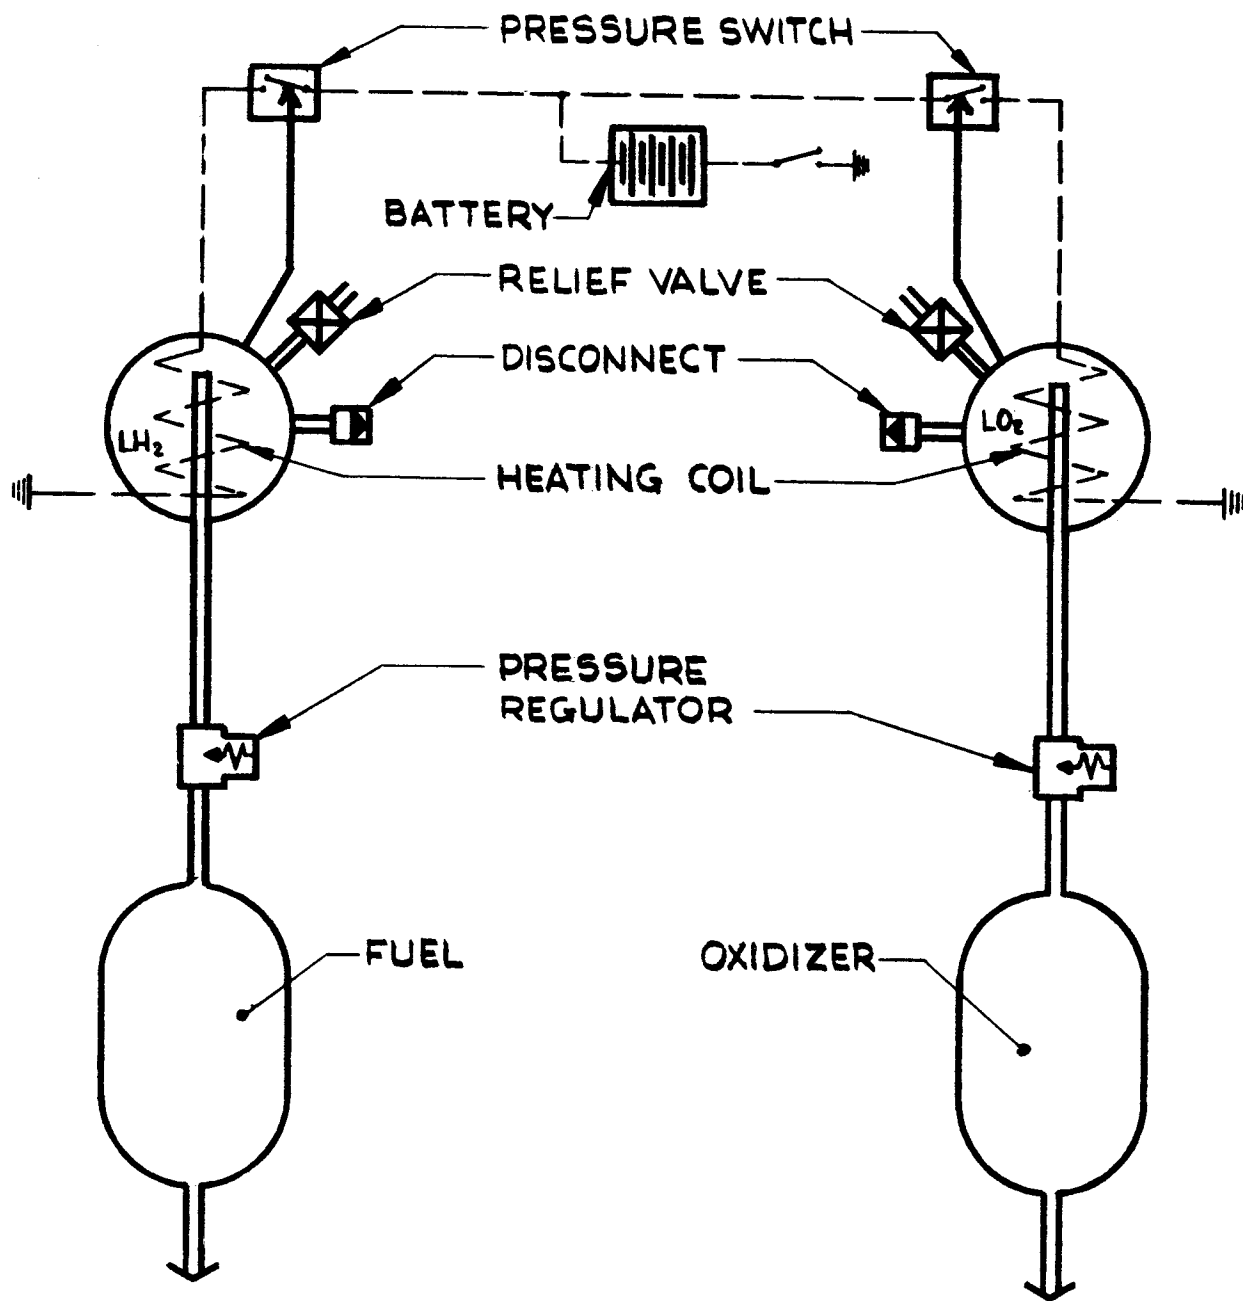 PRESSURE SWITCH
BATTERY
RELIEF VALVE
DISCONNECT
LH₂
LO₂
HEATING COIL
PRESSURE
REGULATOR
FUEL
OXIDIZER